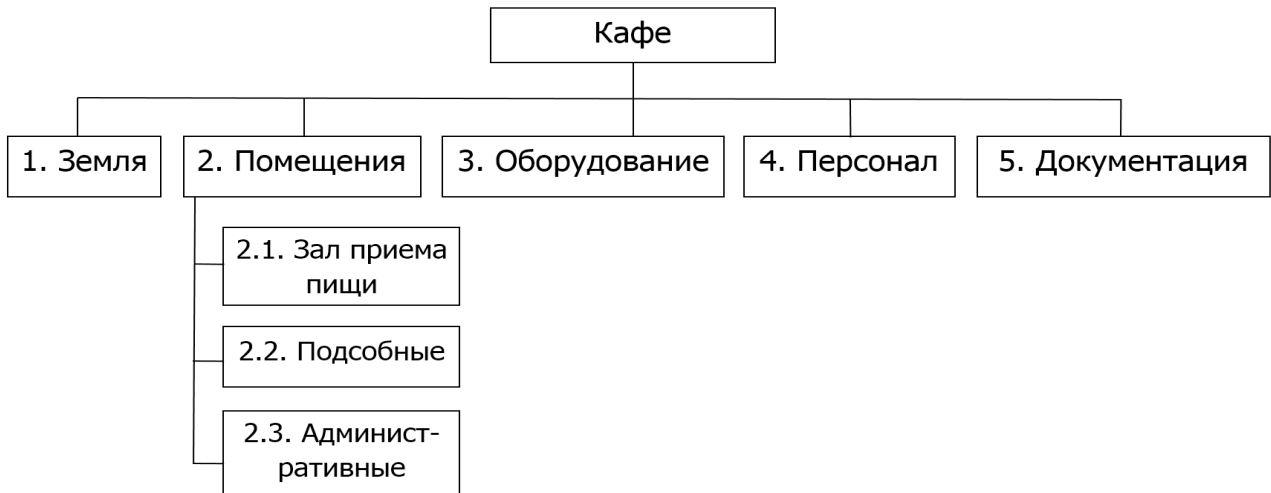 Кафе
1. Земля
2. Помещения
3. Оборудование
4. Персонал
5. Документация
2.1. Зал приема
пищи
2.2. Подсобные
2.3. Админист-
ративные